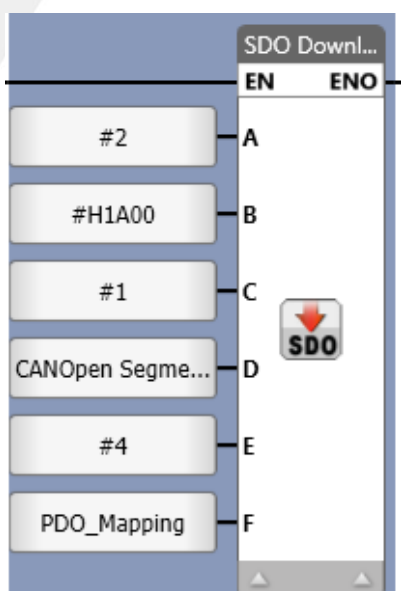 SDO Downl...
EN ENO
#2 A
#H1A00 B
#1 C
SDO
CANOpen Segme... D
#4 E
PDO_Mapping F